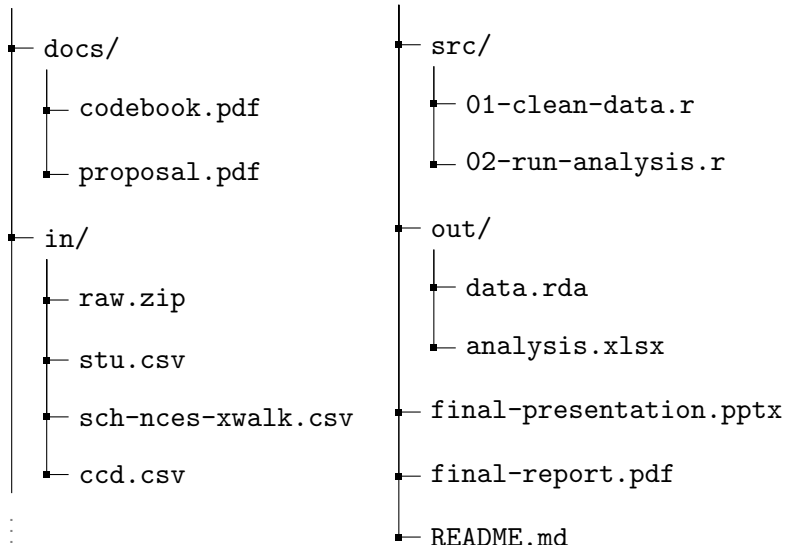 docs/
codebook.pdf
proposal.pdf
in/
raw.zip
stu.csv
sch-nces-xwalk.csv
ccd.csv
src/
01-clean-data.r
02-run-analysis.r
out/
data.rda
analysis.xlsx
final-presentation.pptx
final-report.pdf
README.md